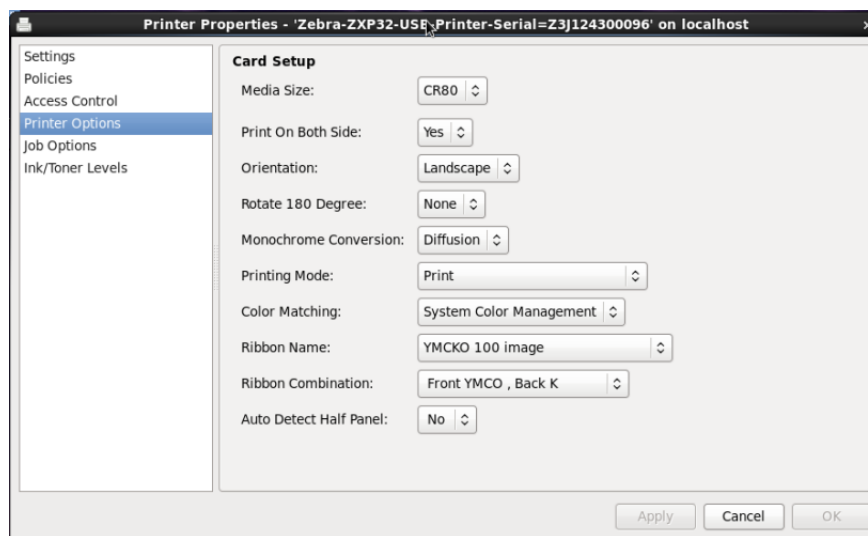 Printer Properties - 'Zebra-ZXP32-USB-Printer-Serial=Z3J124300096' on localhost
Settings
Policies
Access Control
Printer Options
Job Options
Ink/Toner Levels
Card Setup
Media Size: CR80
Print On Both Side: Yes
Orientation: Landscape
Rotate 180 Degree: None
Monochrome Conversion: Diffusion
Printing Mode: Print
Color Matching: System Color Management
Ribbon Name: YMCKO 100 image
Ribbon Combination: Front YMCO , Back K
Auto Detect Half Panel: No
Apply Cancel OK